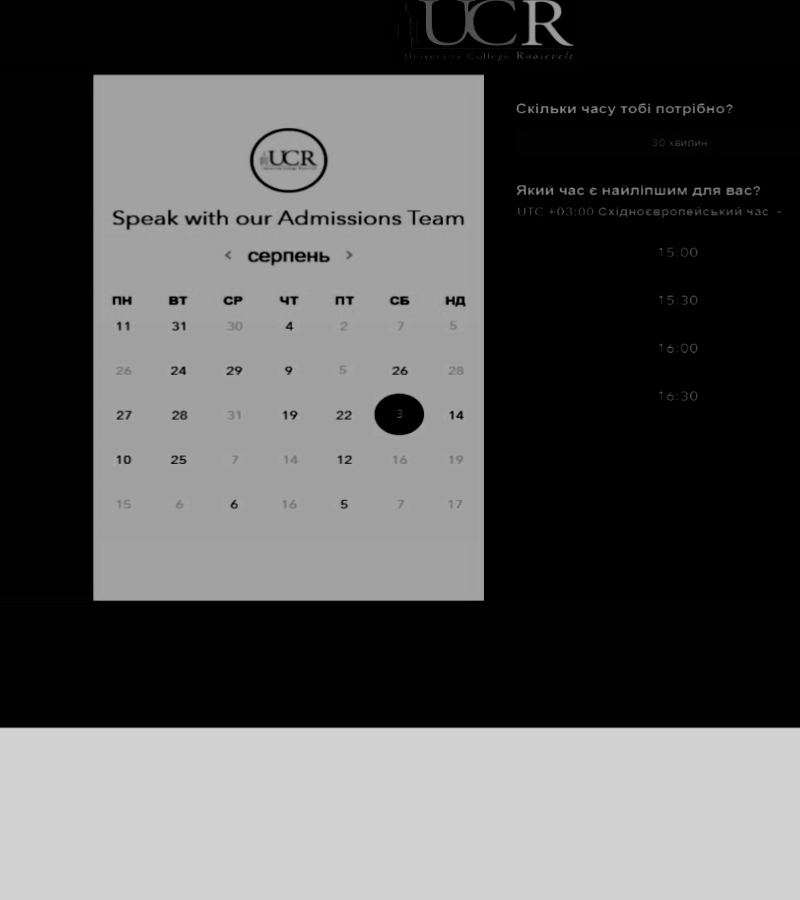 UCR
University College Roosevelt
UCR
Speak with our Admissions Team
< серпень >
ПН ВТ СР ЧТ ПТ СБ НД
11 31 30 4 2 7 5
26 24 29 9 5 26 28
27 28 31 19 22 3 14
10 25 7 14 12 16 19
15 6 6 16 5 7 17
Скільки часу тобі потрібно?
30 хвилин
Який час є найліпшим для вас?
UTC +03:00 Східноєвропейський час
15:00
15:30
16:00
16:30